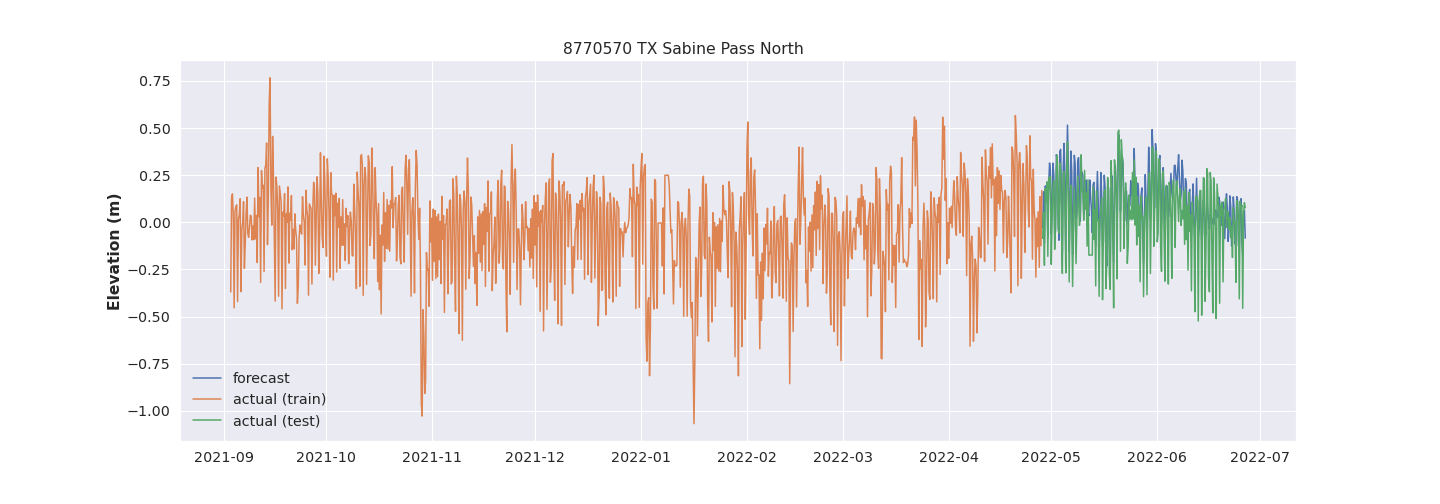 8770570 TX Sabine Pass North
Elevation (m)
0.75
0.50
0.25
0.00
−0.25
−0.50
−0.75
−1.00
forecast
actual (train)
actual (test)
2021-09 2021-10 2021-11 2021-12 2022-01 2022-02 2022-03 2022-04 2022-05 2022-06 2022-07